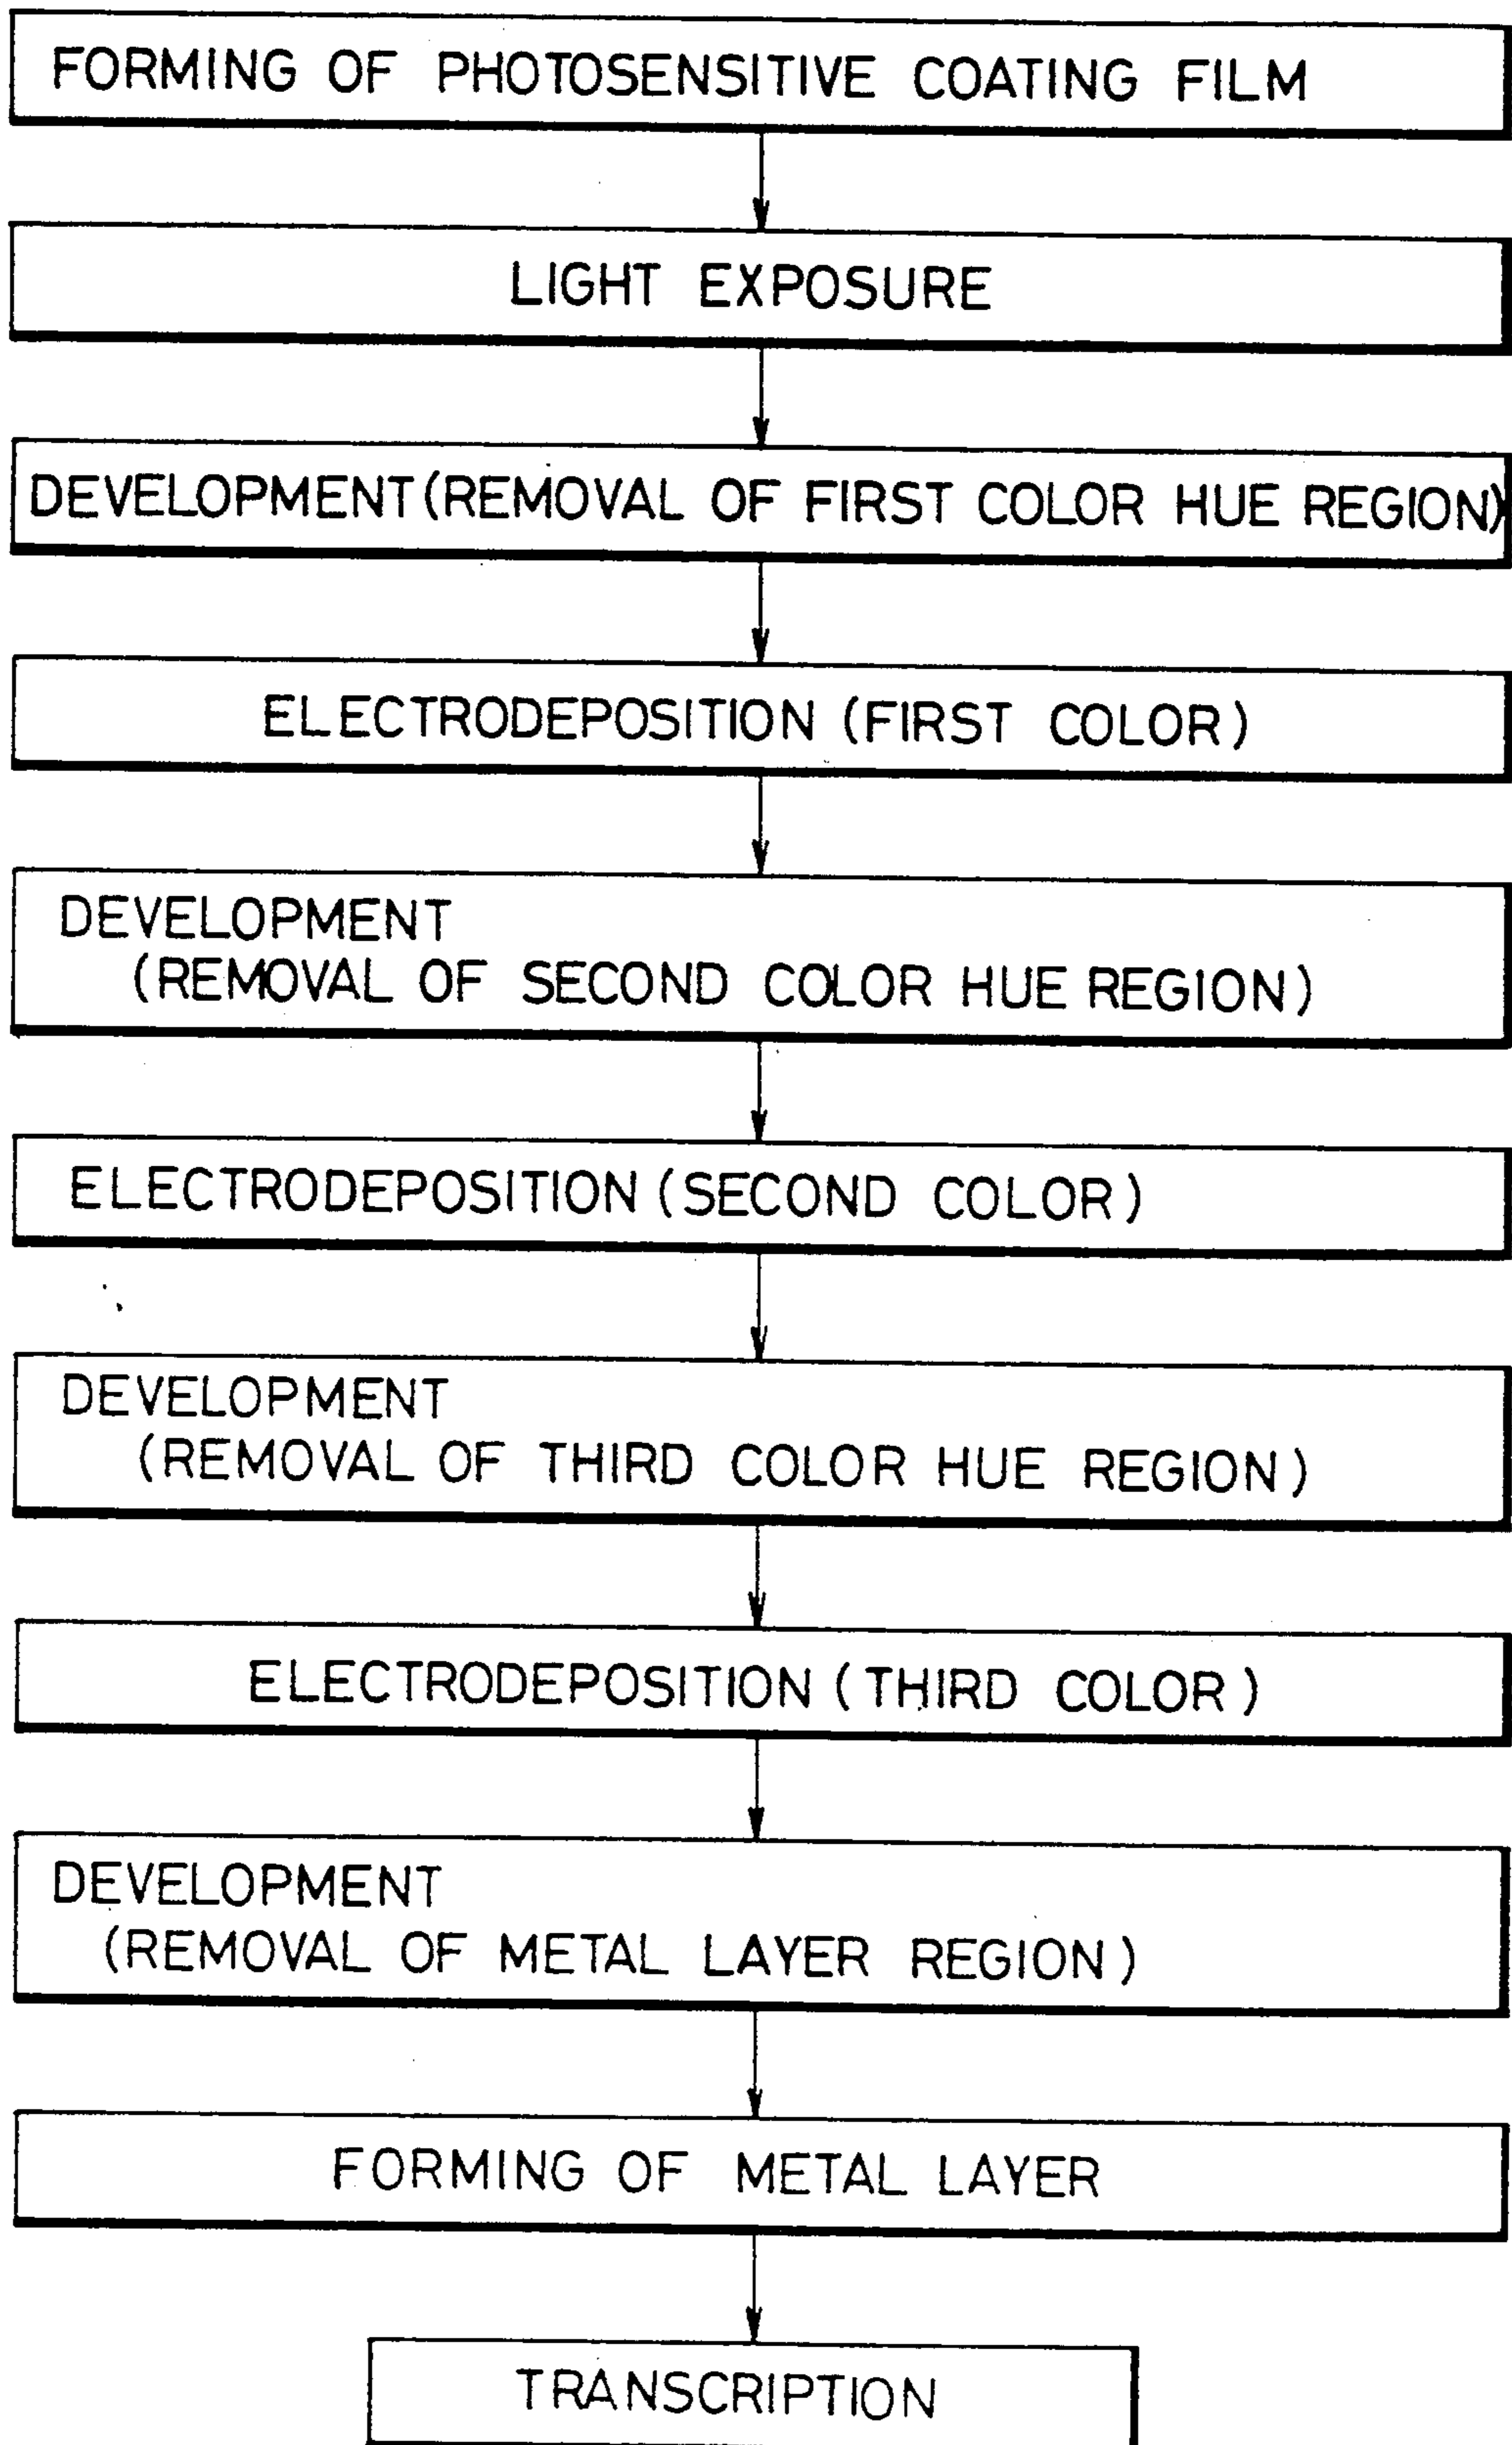 FORMING OF PHOTOSENSITIVE COATING FILM
LIGHT EXPOSURE
DEVELOPMENT (REMOVAL OF FIRST COLOR HUE REGION)
ELECTRODEPOSITION (FIRST COLOR)
DEVELOPMENT
(REMOVAL OF SECOND COLOR HUE REGION)
ELECTRODEPOSITION (SECOND COLOR)
DEVELOPMENT
(REMOVAL OF THIRD COLOR HUE REGION)
ELECTRODEPOSITION (THIRD COLOR)
DEVELOPMENT
(REMOVAL OF METAL LAYER REGION)
FORMING OF METAL LAYER
TRANSCRIPTION